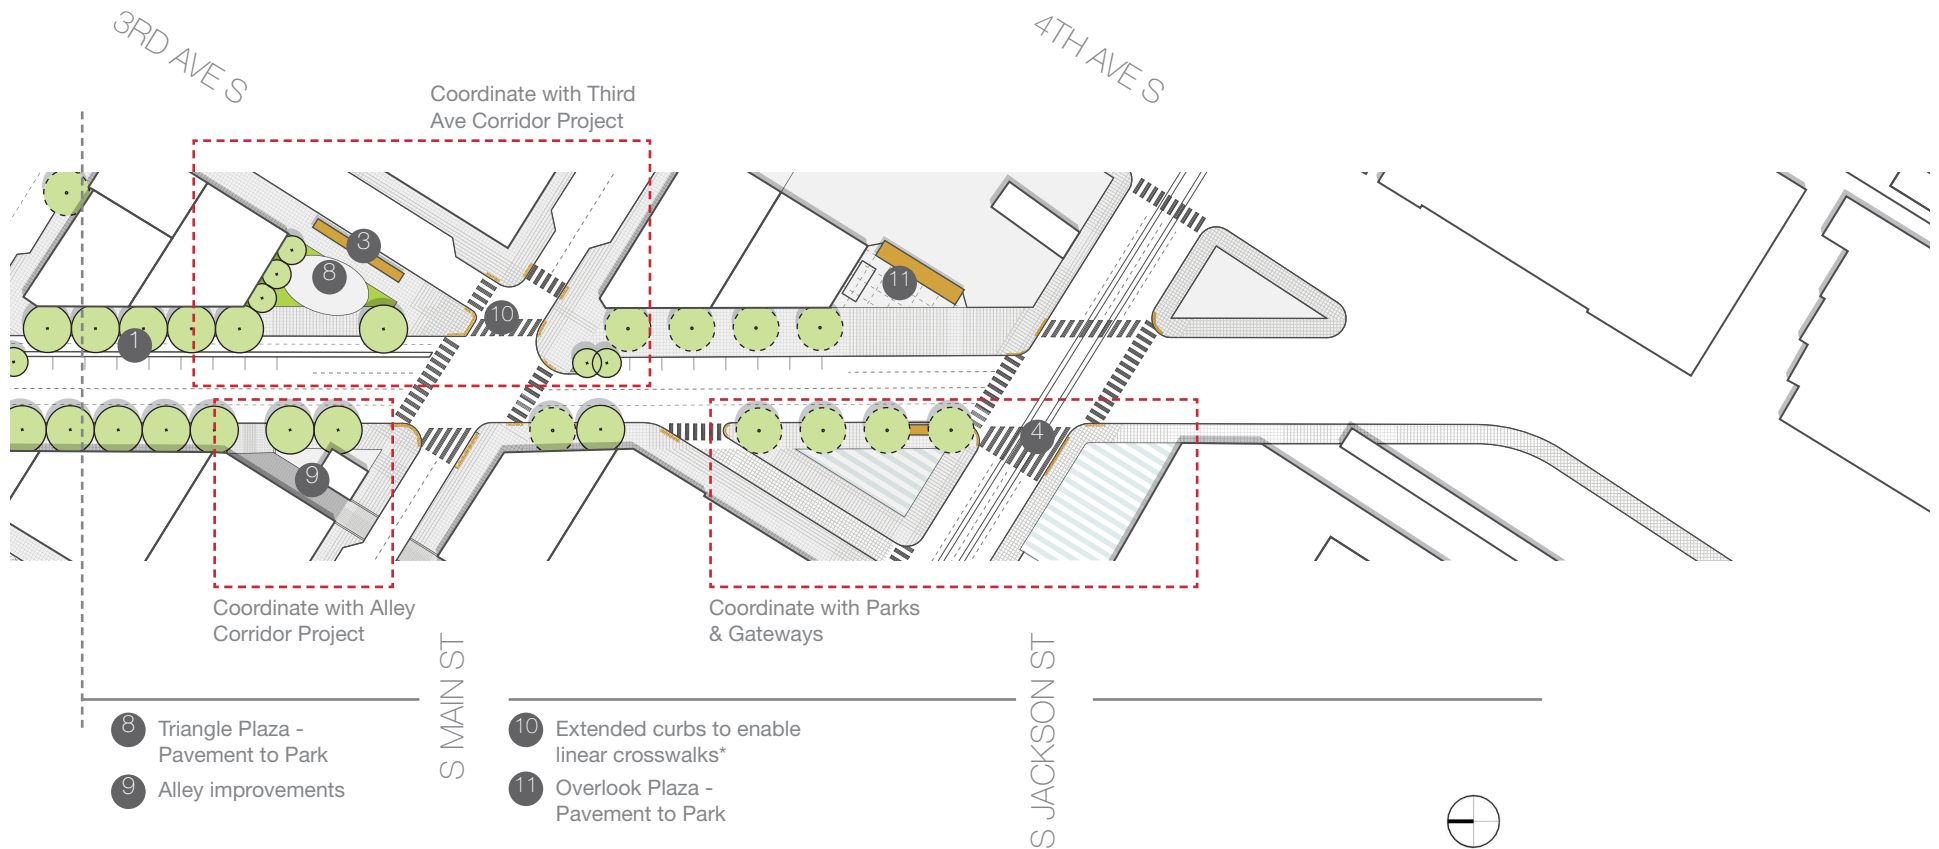 3RD AVE S
4TH AVE S
Coordinate with Third
Ave Corridor Project
3
8
11
10
1
4
9
Coordinate with Alley
Corridor Project
Coordinate with Parks
& Gateways
S MAIN ST
S JACKSON ST
8 Triangle Plaza -
Pavement to Park
9 Alley improvements
10 Extended curbs to enable
linear crosswalks*
11 Overlook Plaza -
Pavement to Park